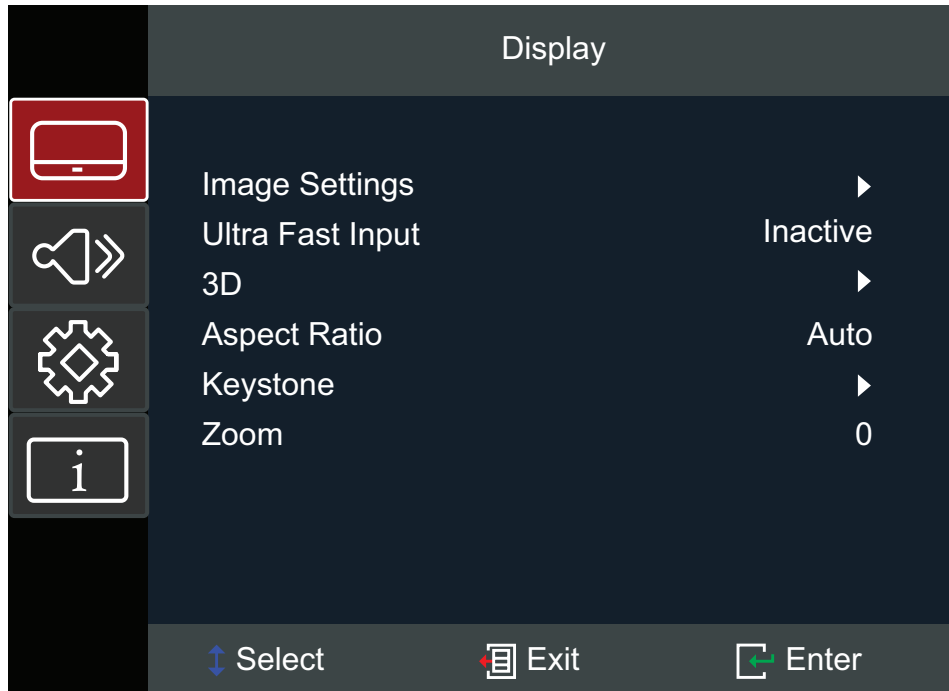 Display
Image Settings
Ultra Fast Input Inactive
3D
Aspect Ratio Auto
Keystone
Zoom 0
i
Select Exit Enter